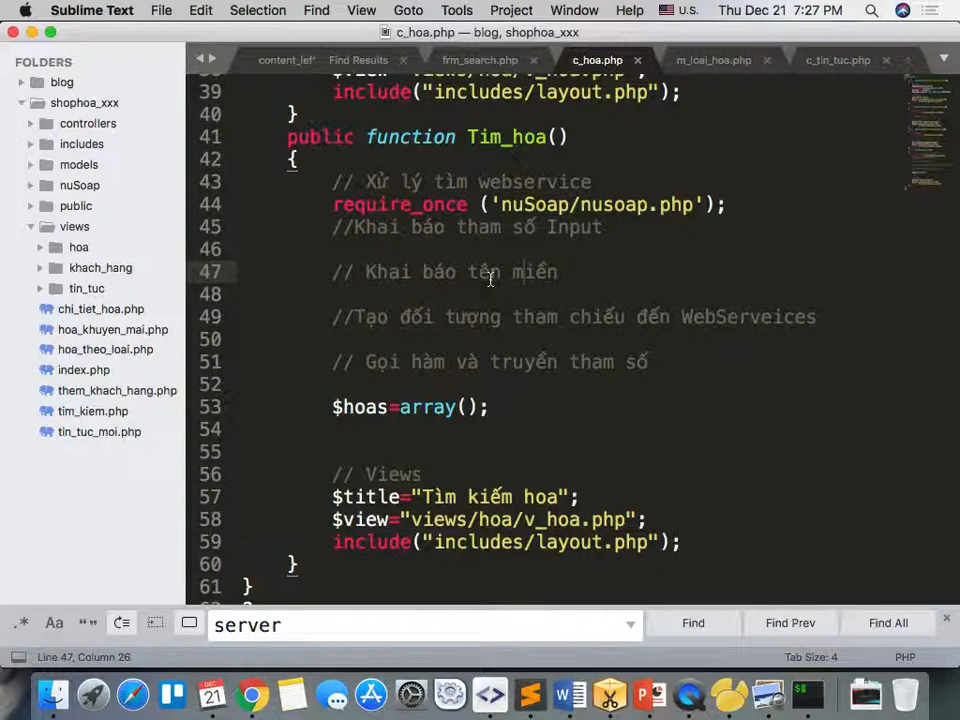 Sublime Text File Edit Selection Find View Goto Tools Project Window Help U.S. Thu Dec 21 7:27 PM
c_hoa.php — blog, shophoa_xxx
FOLDERS
blog
shophoa_xxx
controllers
includes
models
nuSoap
public
views
hoa
khach_hang
tin_tuc
chi_tiet_hoa.php
hoa_khuyen_mai.php
hoa_theo_loai.php
index.php
them_khach_hang.php
tim_kiem.php
tin_tuc_moi.php
content_lef Find Results × frm_search.php × c_hoa.php × m_loai_hoa.php × c_tin_tuc.php ×
39 include("includes/layout.php");
40 }
41 public function Tim_hoa()
42 {
43 // Xử lý tìm webservice
44 require_once ('nuSoap/nusoap.php');
45 //Khai báo tham số Input
46
47 // Khai báo tên miền
48
49 //Tạo đối tượng tham chiếu đến WebServeices
50
51 // Gọi hàm và truyền tham số
52
53 $hoas=array();
54
55
56 // Views
57 $title="Tìm kiếm hoa";
58 $view="views/hoa/v_hoa.php";
59 include("includes/layout.php");
60 }
61 }
.* Aa “” server Find Find Prev Find All ×
Line 47, Column 26 Tab Size: 4 PHP